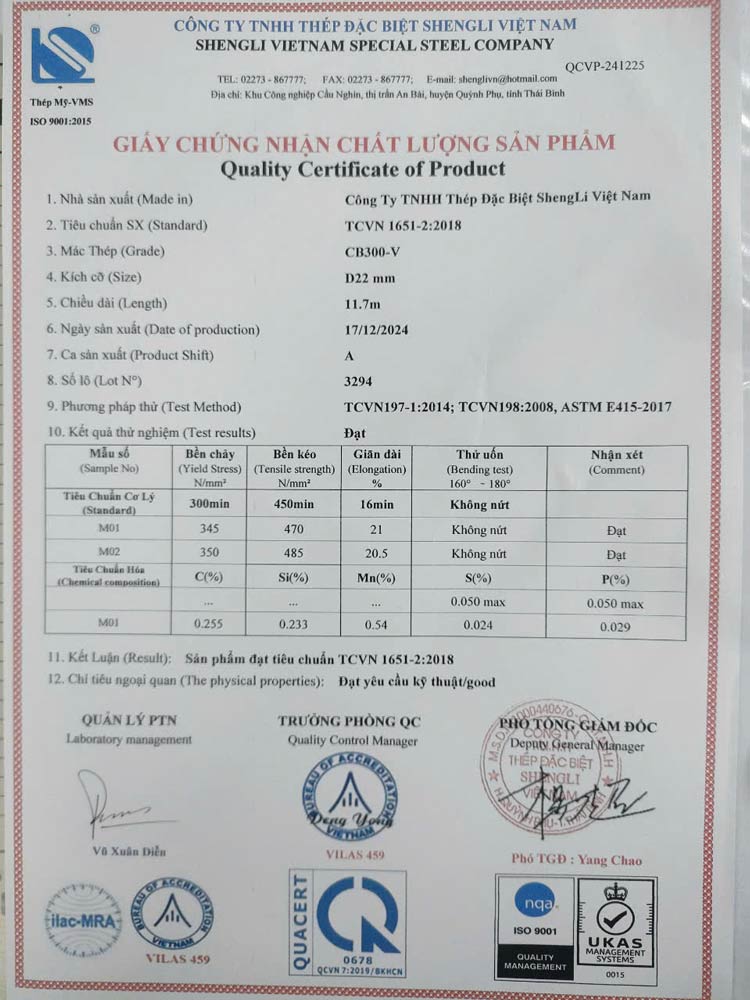 CÔNG TY TNHH THÉP ĐẶC BIỆT SHENGLI VIỆT NAM
SHENGLI VIETNAM SPECIAL STEEL COMPANY
QCVP-241225
TEL: 02273 - 867777; FAX: 02273 - 867777; E-mail: shenglivn@hotmail.com
Địa chỉ: Khu Công nghiệp Cầu Nghìn, thị trấn An Bài, huyện Quỳnh Phụ, tỉnh Thái Bình
®
Thép Mỹ-VMS
ISO 9001:2015
GIẤY CHỨNG NHẬN CHẤT LƯỢNG SẢN PHẨM
Quality Certificate of Product
1. Nhà sản xuất (Made in) Công Ty TNHH Thép Đặc Biệt ShengLi Việt Nam
2. Tiêu chuẩn SX (Standard) TCVN 1651-2:2018
3. Mác Thép (Grade) CB300-V
4. Kích cỡ (Size) D22 mm
5. Chiều dài (Length) 11.7m
6. Ngày sản xuất (Date of production) 17/12/2024
7. Ca sản xuất (Product Shift) A
8. Số lô (Lot N°) 3294
9. Phương pháp thử (Test Method) TCVN197-1:2014; TCVN198:2008, ASTM E415-2017
10. Kết quả thử nghiệm (Test results) Đạt
Mẫu số Bền chảy Bền kéo Giãn dài Thử uốn Nhận xét
(Sample No) (Yield Stress) (Tensile strength) (Elongation) (Bending test) (Comment)
N/mm² N/mm² % 160° ~ 180°
Tiêu Chuẩn Cơ Lý
(Standard) 300min 450min 16min Không nứt
M01 345 470 21 Không nứt Đạt
M02 350 485 20.5 Không nứt Đạt
Tiêu Chuẩn Hóa
(Chemical composition) C(%) Si(%) Mn(%) S(%) P(%)
... ... ... 0.050 max 0.050 max
M01 0.255 0.233 0.54 0.024 0.029
11. Kết Luận (Result): Sản phẩm đạt tiêu chuẩn TCVN 1651-2:2018
12. Chỉ tiêu ngoại quan (The physical properties): Đạt yêu cầu kỹ thuật/good
QUẢN LÝ PTN TRƯỞNG PHÒNG QC PHÓ TỔNG GIÁM ĐỐC
Laboratory management Quality Control Manager Deputy General Manager
CÔNG TY
THÉP ĐẶC BIỆT
SHENGLI
VIỆT NAM
BUREAU OF ACCREDITATION
VIETNAM
Deng Yong
Vũ Xuân Diễn VILAS 459 Phó TGĐ : Yang Chao
ilac-MRA
BUREAU OF ACCREDITATION
VIETNAM
VILAS 459
QUACERT
0678
QCVN 7:2019/BKHCN
nqa.
ISO 9001
QUALITY
MANAGEMENT
UKAS
MANAGEMENT
SYSTEMS
0015